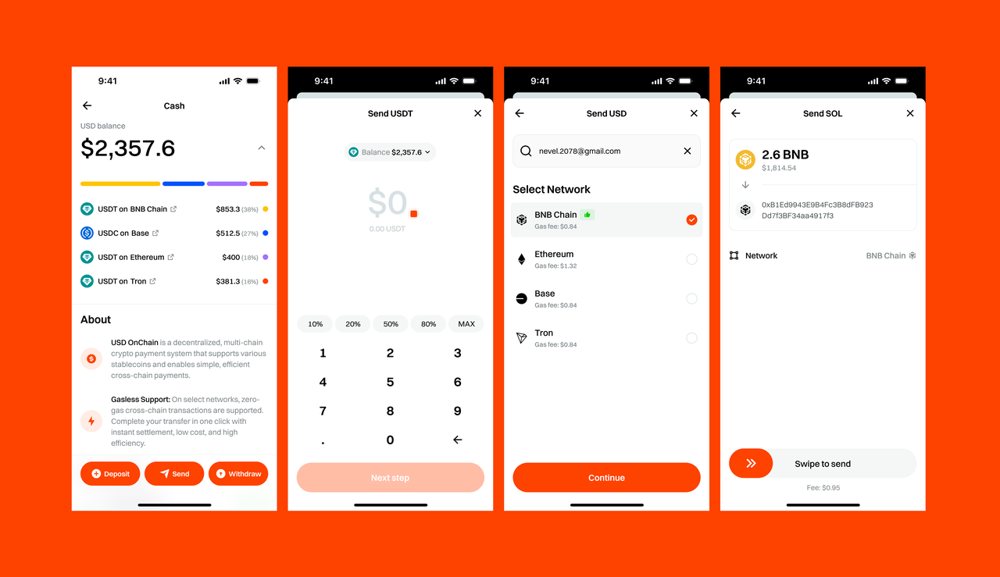 9:41
Cash
USD balance
$2,357.6
USDT on BNB Chain $853.3 (38%)
USDC on Base $512.5 (27%)
USDT on Ethereum $400 (18%)
USDT on Tron $381.3 (16%)
About
USD OnChain is a decentralized, multi-chain
crypto payment system that supports various
stablecoins and enables simple, efficient
cross-chain payments.
Gasless Support: On select networks, zero-
gas cross-chain transactions are supported.
Complete your transfer in one click with
instant settlement, low cost, and high
efficiency.
Deposit Send Withdraw
9:41
Send USDT
Balance $2,357.6
$0
0.00 USDT
10% 20% 50% 80% MAX
1 2 3
4 5 6
7 8 9
. 0
Next step
9:41
Send USD
nevel.2078@gmail.com
Select Network
BNB Chain
Gas fee: $0.84
Ethereum
Gas fee: $1.32
Base
Gas fee: $0.84
Tron
Gas fee: $0.84
Continue
9:41
Send SOL
2.6 BNB
$1,814.54
0xB1Ed9943E9B4Fc3B8dFB923
Dd7f3BF34aa4917f3
Network BNB Chain
Swipe to send
Fee: $0.95